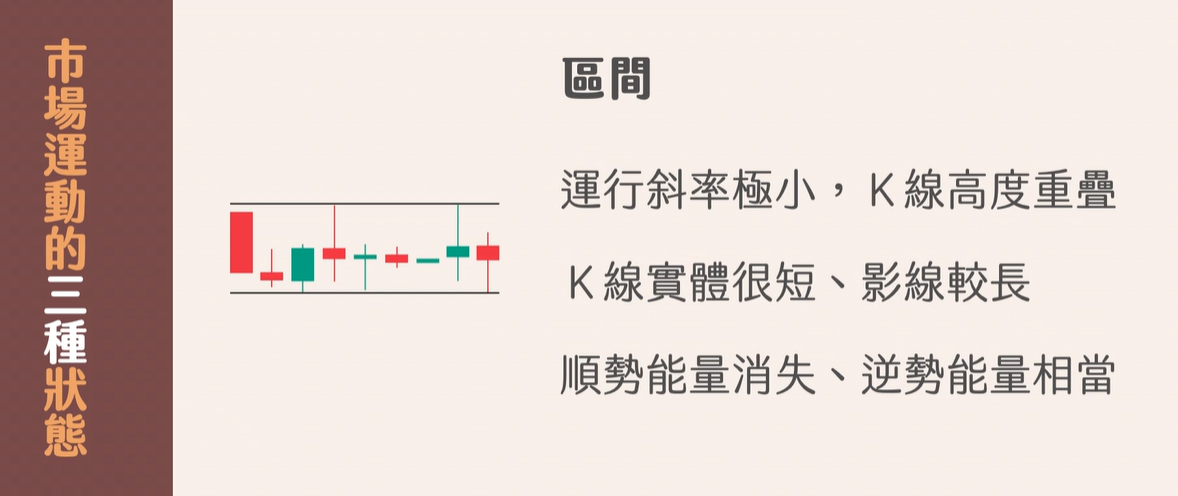 市場運動的三種狀態
區間
運行斜率極小，K線高度重疊
K線實體很短、影線較長
順勢能量消失、逆勢能量相當